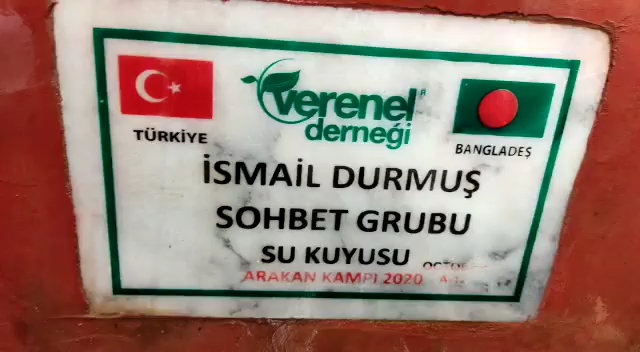 verenel
derneği
TÜRKİYE
BANGLADEŞ
İSMAİL DURMUŞ
SOHBET GRUBU
SU KUYUSU
ARAKAN KAMPI 2020